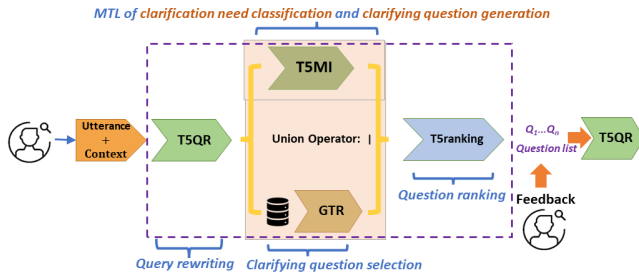 MTL of clarification need classification and clarifying question generation
T5MI
Utterance
+
Context
T5QR
Union Operator: |
T5ranking
Q1...Qn
Question list
T5QR
Question ranking
GTR
Feedback
Query rewriting
Clarifying question selection